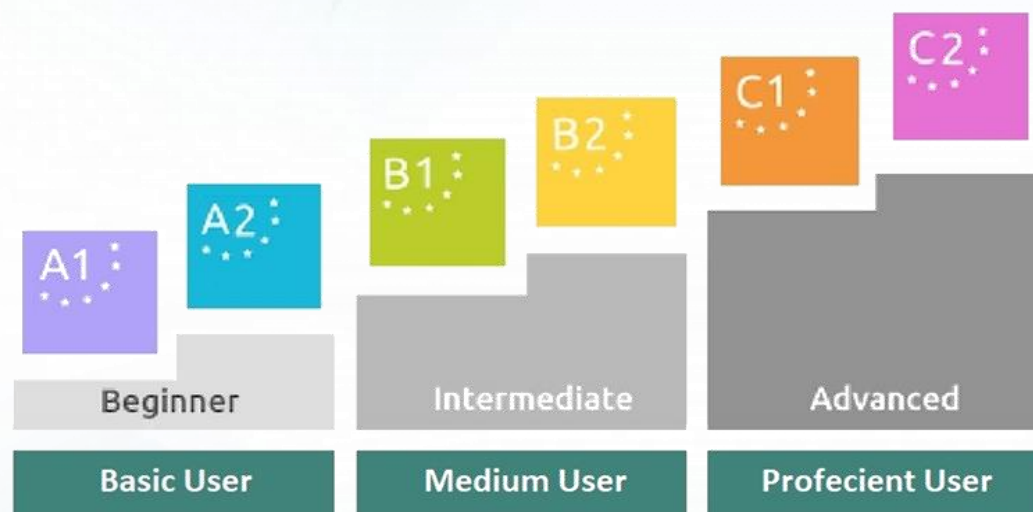 A1
A2
B1
B2
C1
C2
Beginner
Intermediate
Advanced
Basic User
Medium User
Profecient User